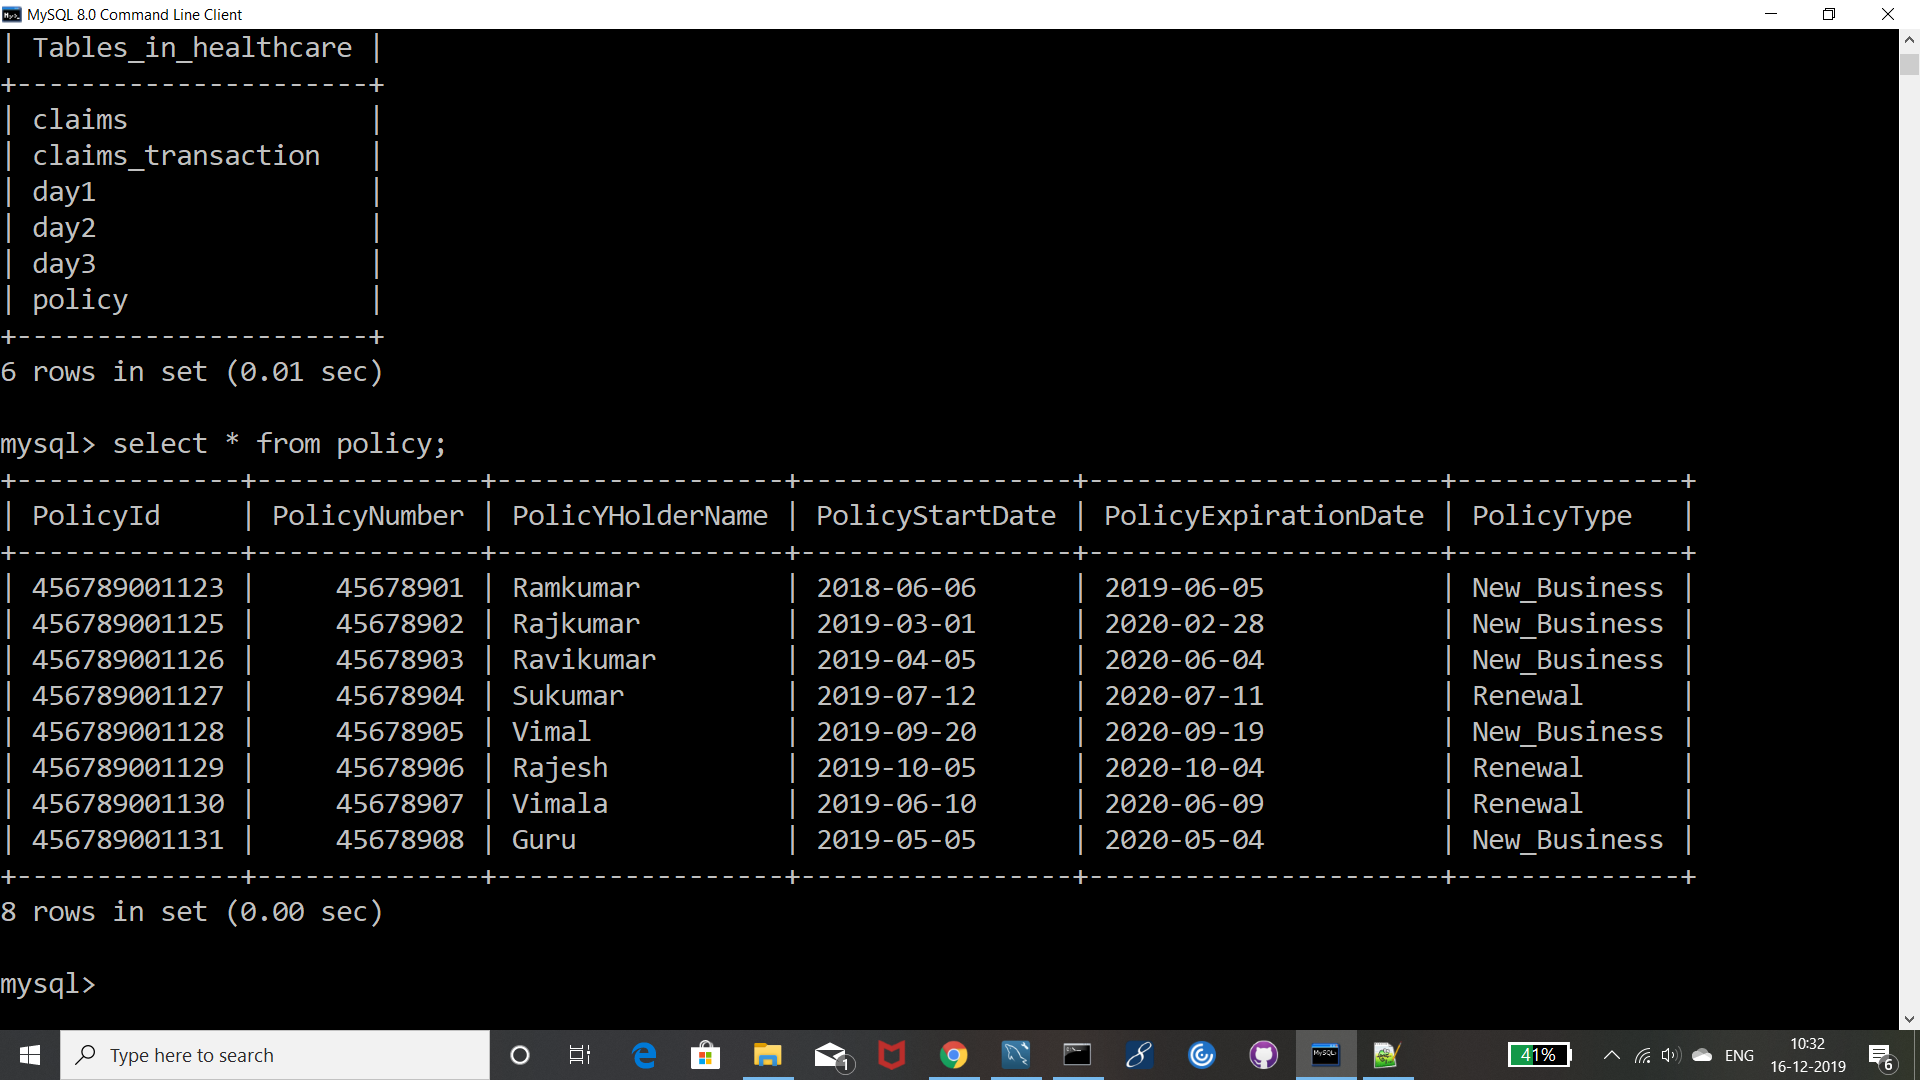 MySQL 8.0 Command Line Client
| Tables_in_healthcare |
+----------------------+
| claims               |
| claims_transaction   |
| day1                 |
| day2                 |
| day3                 |
| policy               |
+----------------------+
6 rows in set (0.01 sec)
mysql> select * from policy;
+--------------+--------------+------------------+-----------------+----------------------+--------------+
| PolicyId     | PolicyNumber | PolicYHolderName | PolicyStartDate | PolicyExpirationDate | PolicyType   |
+--------------+--------------+------------------+-----------------+----------------------+--------------+
| 456789001123 |     45678901 | Ramkumar         | 2018-06-06      | 2019-06-05           | New_Business |
| 456789001125 |     45678902 | Rajkumar         | 2019-03-01      | 2020-02-28           | New_Business |
| 456789001126 |     45678903 | Ravikumar        | 2019-04-05      | 2020-06-04           | New_Business |
| 456789001127 |     45678904 | Sukumar          | 2019-07-12      | 2020-07-11           | Renewal      |
| 456789001128 |     45678905 | Vimal            | 2019-09-20      | 2020-09-19           | New_Business |
| 456789001129 |     45678906 | Rajesh           | 2019-10-05      | 2020-10-04           | Renewal      |
| 456789001130 |     45678907 | Vimala           | 2019-06-10      | 2020-06-09           | Renewal      |
| 456789001131 |     45678908 | Guru             | 2019-05-05      | 2020-05-04           | New_Business |
+--------------+--------------+------------------+-----------------+----------------------+--------------+
8 rows in set (0.00 sec)
mysql>
Type here to search
1
41%
ENG
10:32
16-12-2019
6